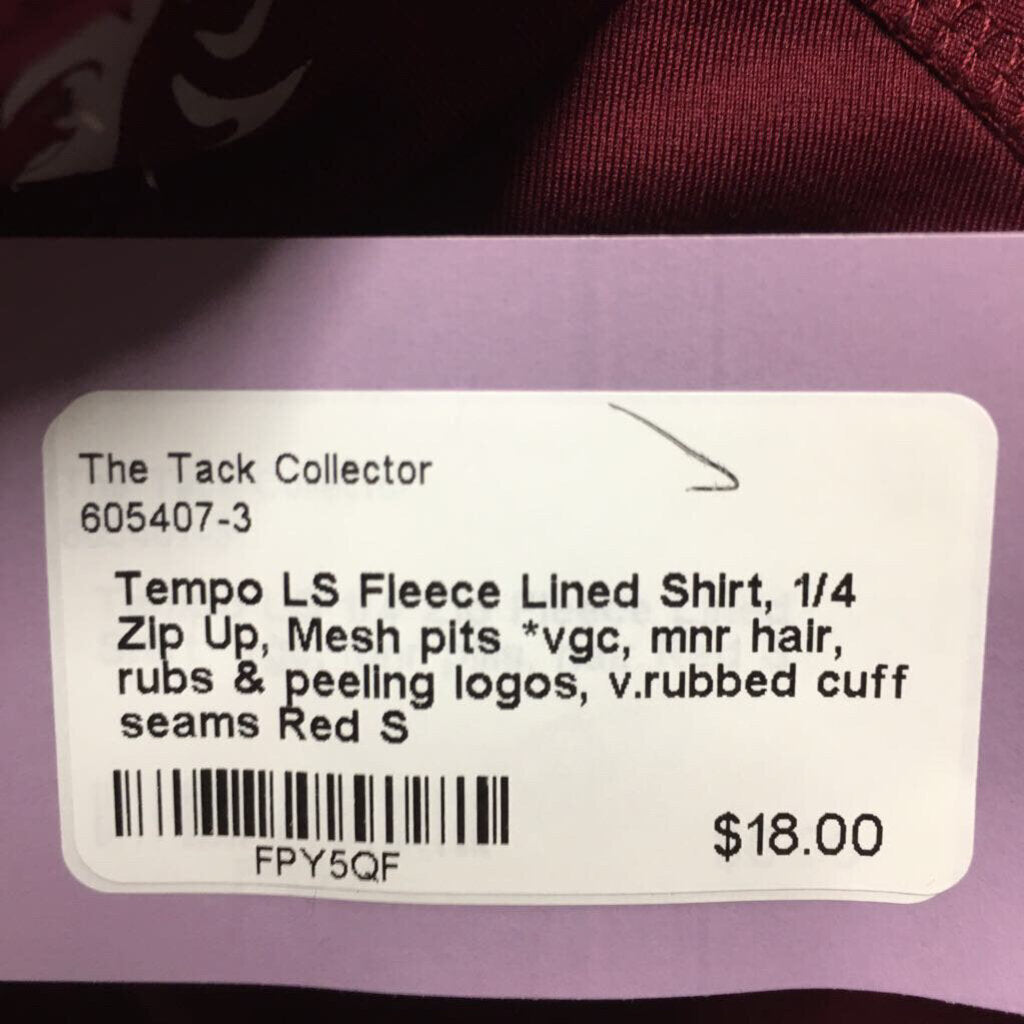 The Tack Collector
605407-3
Tempo LS Fleece Lined Shirt, 1/4
Zip Up, Mesh pits *vgc, mnr hair,
rubs & peeling logos, v.rubbed cuff
seams Red S
FPY5QF
$18.00